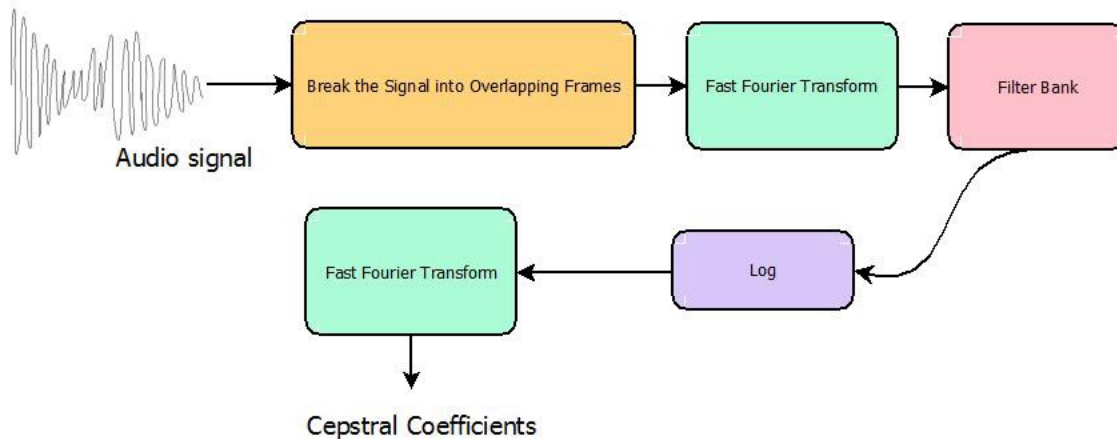 Break the Signal into Overlapping Frames
Fast Fourier Transform
Filter Bank
Audio signal
Fast Fourier Transform
Log
Cepstral Coefficients